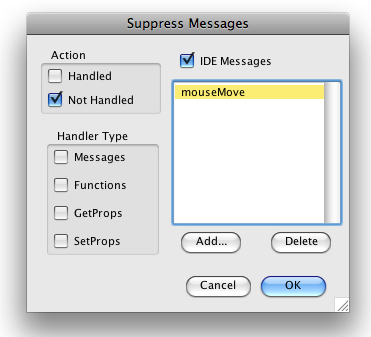 Suppress Messages
Action
Handled
Not Handled
Handler Type
Messages
Functions
GetProps
SetProps
IDE Messages
mouseMove
Add...
Delete
Cancel
OK